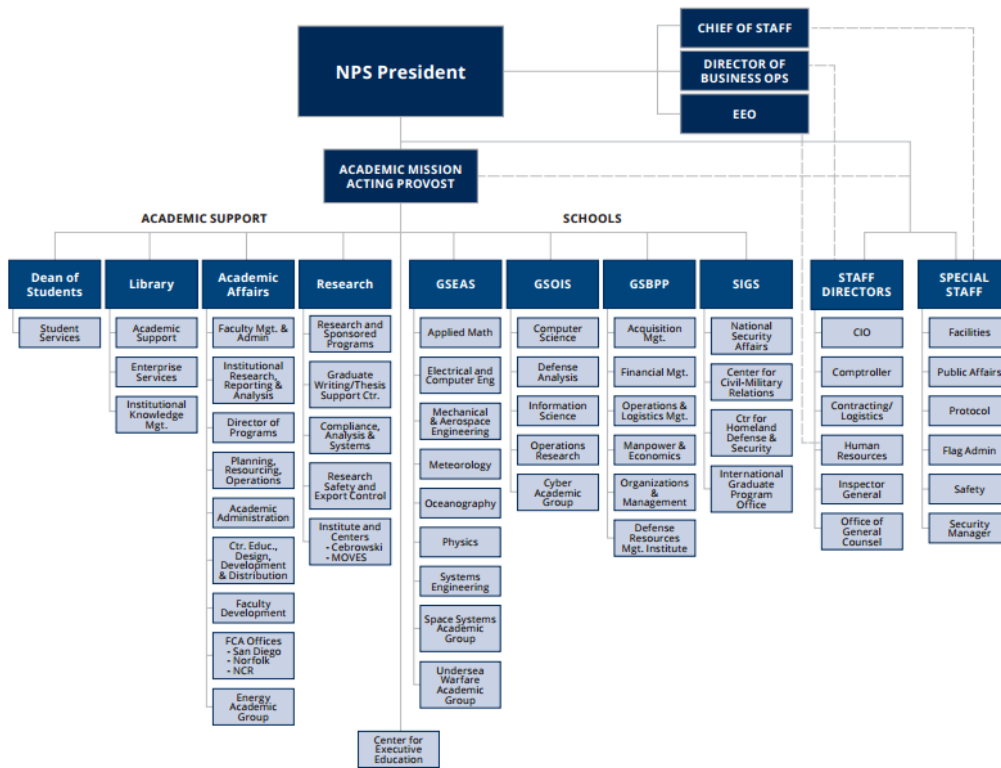 CHIEF OF STAFF
NPS President
DIRECTOR OF
BUSINESS OPS
EEO
ACADEMIC MISSION
ACTING PROVOST
ACADEMIC SUPPORT
SCHOOLS
Dean of
Students
Student
Services
Library
Academic
Support
Enterprise
Services
Institutional
Knowledge
Mgt.
Academic
Affairs
Faculty Mgt. &
Admin
Institutional
Research,
Reporting &
Analysis
Director of
Programs
Planning,
Resourcing,
Operations
Academic
Administration
Ctr. Educ.,
Design,
Development
& Distribution
Faculty
Development
FCA Offices
- San Diego
- Norfolk
- NCR
Energy
Academic
Group
Research
Research and
Sponsored
Programs
Graduate
Writing/Thesis
Support Ctr.
Compliance,
Analysis &
Systems
Research
Safety and
Export Control
Institute and
Centers
- Cebrowski
- MOVES
Center for
Executive
Education
GSEAS
Applied Math
Electrical and
Computer Eng
Mechanical
& Aerospace
Engineering
Meteorology
Oceanography
Physics
Systems
Engineering
Space Systems
Academic
Group
Undersea
Warfare
Academic
Group
GSOIS
Computer
Science
Defense
Analysis
Information
Science
Operations
Research
Cyber
Academic
Group
GSBPP
Acquisition
Mgt.
Financial Mgt.
Operations &
Logistics Mgt.
Manpower &
Economics
Organizations
&
Management
Defense
Resources
Mgt. Institute
SIGS
National
Security
Affairs
Center for
Civil-Military
Relations
Ctr for
Homeland
Defense &
Security
International
Graduate
Program
Office
STAFF
DIRECTORS
CIO
Comptroller
Contracting/
Logistics
Human
Resources
Inspector
General
Office of
General
Counsel
SPECIAL
STAFF
Facilities
Public Affairs
Protocol
Flag Admin
Safety
Security
Manager